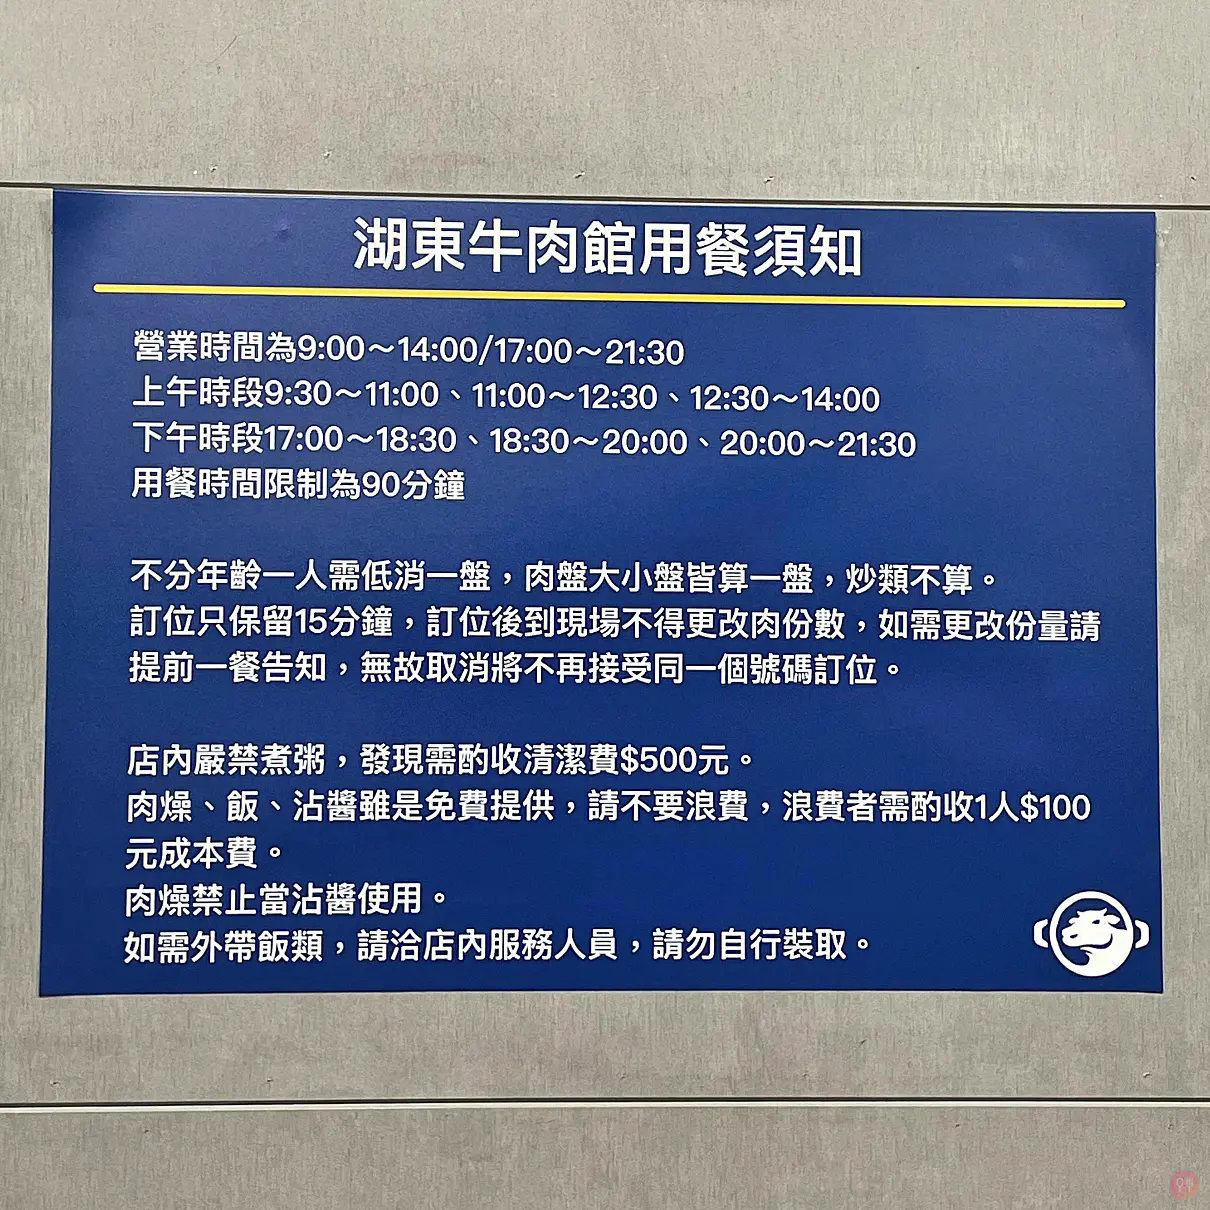 湖東牛肉館用餐須知
營業時間為9:00～14:00/17:00～21:30
上午時段9:30～11:00、11:00～12:30、12:30～14:00
下午時段17:00～18:30、18:30～20:00、20:00～21:30
用餐時間限制為90分鐘
不分年齡一人需低消一盤，肉盤大小盤皆算一盤，炒類不算。
訂位只保留15分鐘，訂位後到現場不得更改肉份數，如需更改份量請
提前一餐告知，無故取消將不再接受同一個號碼訂位。
店內嚴禁煮粥，發現需酌收清潔費$500元。
肉燥、飯、沾醬雖是免費提供，請不要浪費，浪費者需酌收1人$100
元成本費。
肉燥禁止當沾醬使用。
如需外帶飯類，請洽店內服務人員，請勿自行裝取。